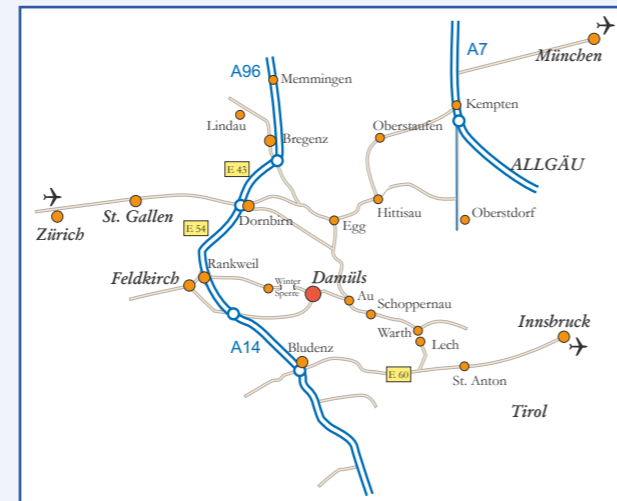 A7
München
A96
Memmingen
Kempten
Lindau
Bregenz
Oberstaufen
ALLGÄU
E 43
St. Gallen
Zürich
Dornbirn
Egg
Hittisau
Oberstdorf
E 54
Rankweil
Feldkirch
Winter
Sperre
Damüls
Au
Schoppernau
Warth
Lech
Innsbruck
A14
Bludenz
E 60
St. Anton
Tirol